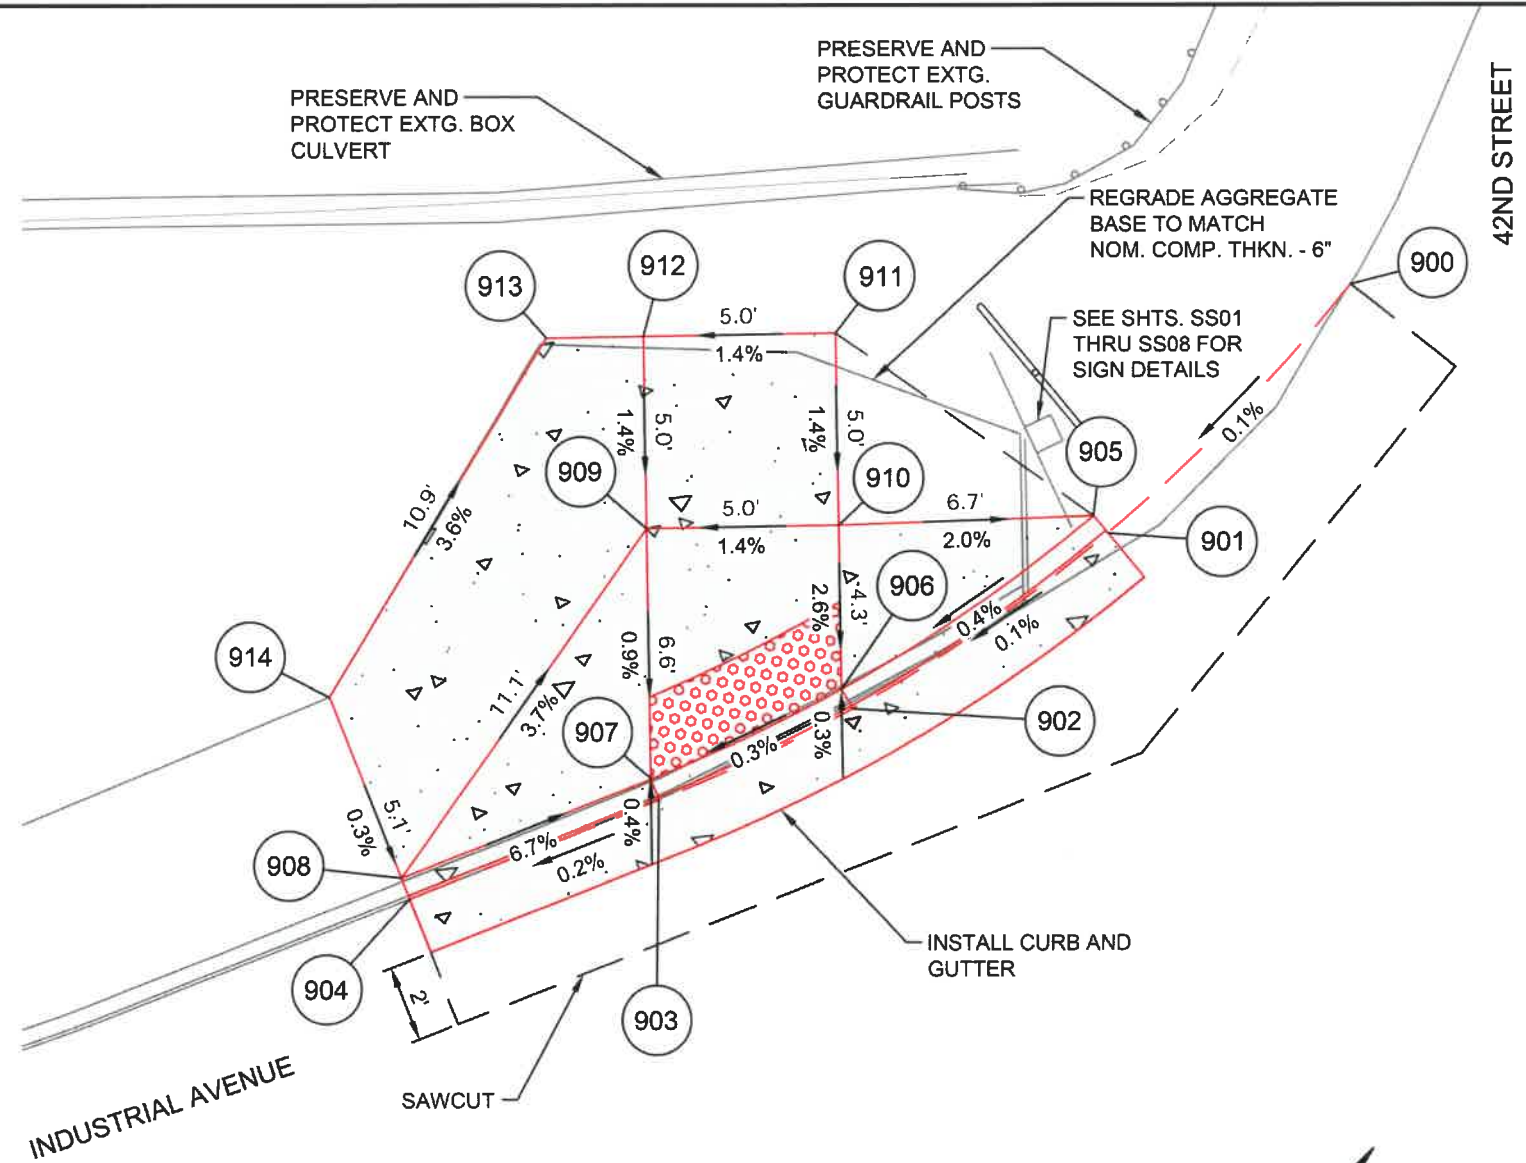 PRESERVE AND
PROTECT EXTG.
GUARDRAIL POSTS
PRESERVE AND
PROTECT EXTG. BOX
CULVERT
42ND STREET
REGRADE AGGREGATE
BASE TO MATCH
NOM. COMP. THKN. - 6"
900
912
911
913
SEE SHTS. SS01
THRU SS08 FOR
SIGN DETAILS
5.0'
1.4%
0.1%
5.0'
1.4%
5.0'
1.4%
905
909
910
10.9'
3.6%
5.0'
1.4%
6.7'
2.0%
901
906
4.3'
2.6%
0.4%
0.1%
914
6.6'
0.9%
11.1'
3.7%
907
902
0.3%
0.3%
5.1'
0.3%
0.4%
6.7%
0.2%
908
INSTALL CURB AND
GUTTER
904
2'
903
SAWCUT
INDUSTRIAL AVENUE